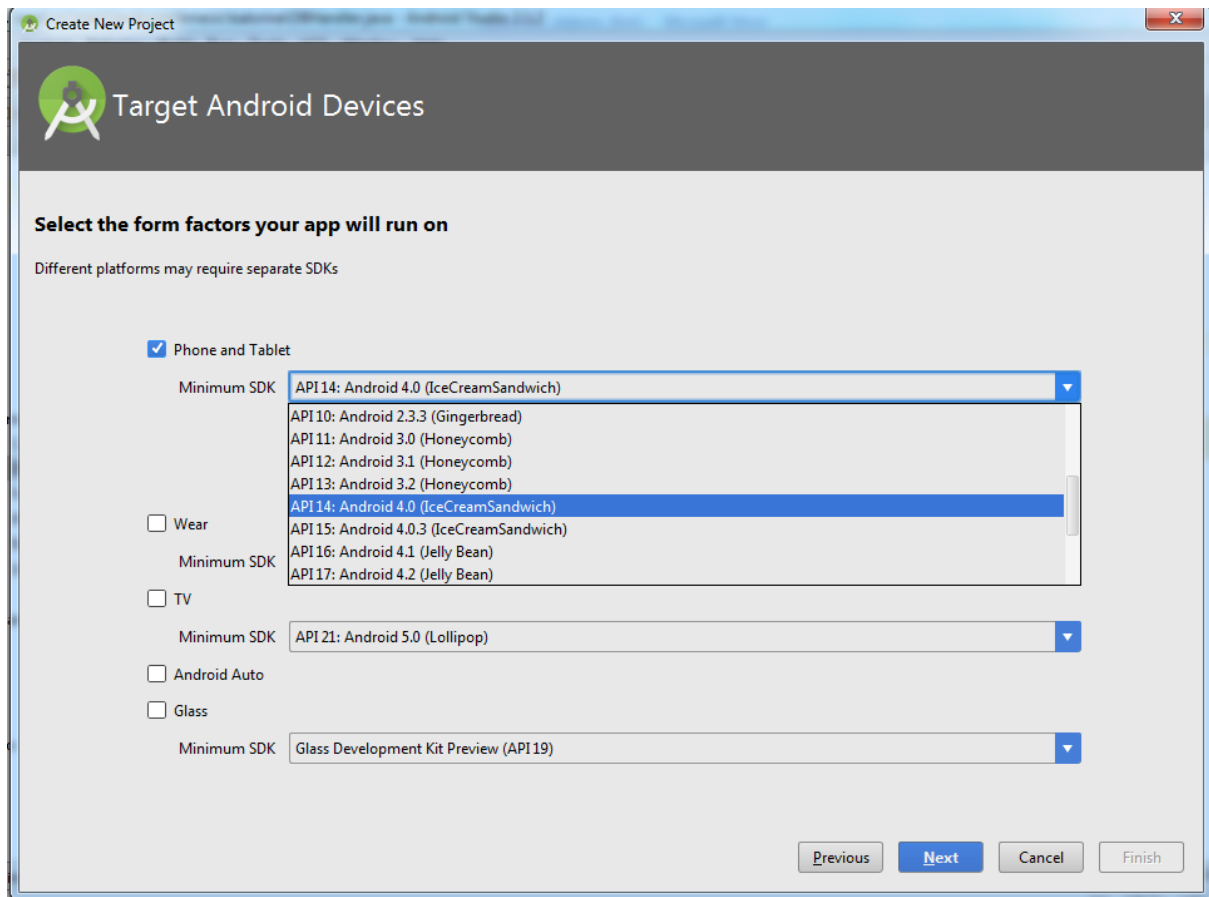 Create New Project
Target Android Devices
Select the form factors your app will run on
Different platforms may require separate SDKs
Phone and Tablet
Minimum SDK API 14: Android 4.0 (IceCreamSandwich)
API 10: Android 2.3.3 (Gingerbread)
API 11: Android 3.0 (Honeycomb)
API 12: Android 3.1 (Honeycomb)
API 13: Android 3.2 (Honeycomb)
API 14: Android 4.0 (IceCreamSandwich)
Wear
API 15: Android 4.0.3 (IceCreamSandwich)
API 16: Android 4.1 (Jelly Bean)
Minimum SDK
API 17: Android 4.2 (Jelly Bean)
TV
Minimum SDK API 21: Android 5.0 (Lollipop)
Android Auto
Glass
Minimum SDK Glass Development Kit Preview (API 19)
Previous Next Cancel Finish